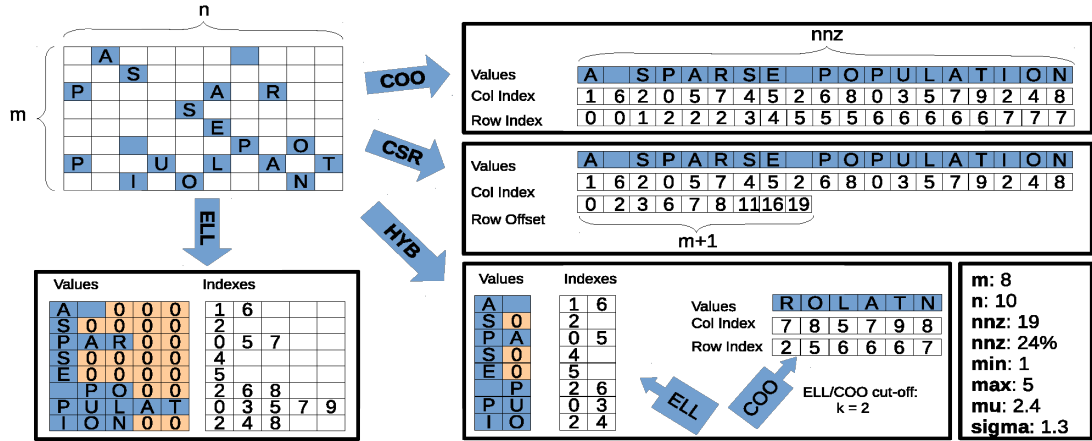 n
m
A
S
P A R
S
E
P O
P U L A T
I O N
COO
CSR
HYB
ELL
nnz
Values A S P A R S E P O P U L A T I O N
Col Index 1 6 2 0 5 7 4 5 2 6 8 0 3 5 7 9 2 4 8
Row Index 0 0 1 2 2 2 3 4 5 5 5 6 6 6 6 6 7 7 7
Values A S P A R S E P O P U L A T I O N
Col Index 1 6 2 0 5 7 4 5 2 6 8 0 3 5 7 9 2 4 8
Row Offset 0 2 3 6 7 8 11 16 19
m+1
Values Indexes
A 0 0 0 1 6
S 0 0 0 0 2
P A R 0 0 0 5 7
S 0 0 0 0 4
E 0 0 0 0 5
P O 0 0 2 6 8
P U L A T 0 3 5 7 9
I O N 0 0 2 4 8
Values Indexes
A 1 6
S 0 2
P A 0 5
S 0 4
E 0 5
P 2 6
P U 0 3
I O 2 4
ELL
Values R O L A T N
Col Index 7 8 5 7 9 8
Row Index 2 5 6 6 6 7
COO
ELL/COO cut-off:
k = 2
m: 8
n: 10
nnz: 19
nnz: 24%
min: 1
max: 5
mu: 2.4
sigma: 1.3